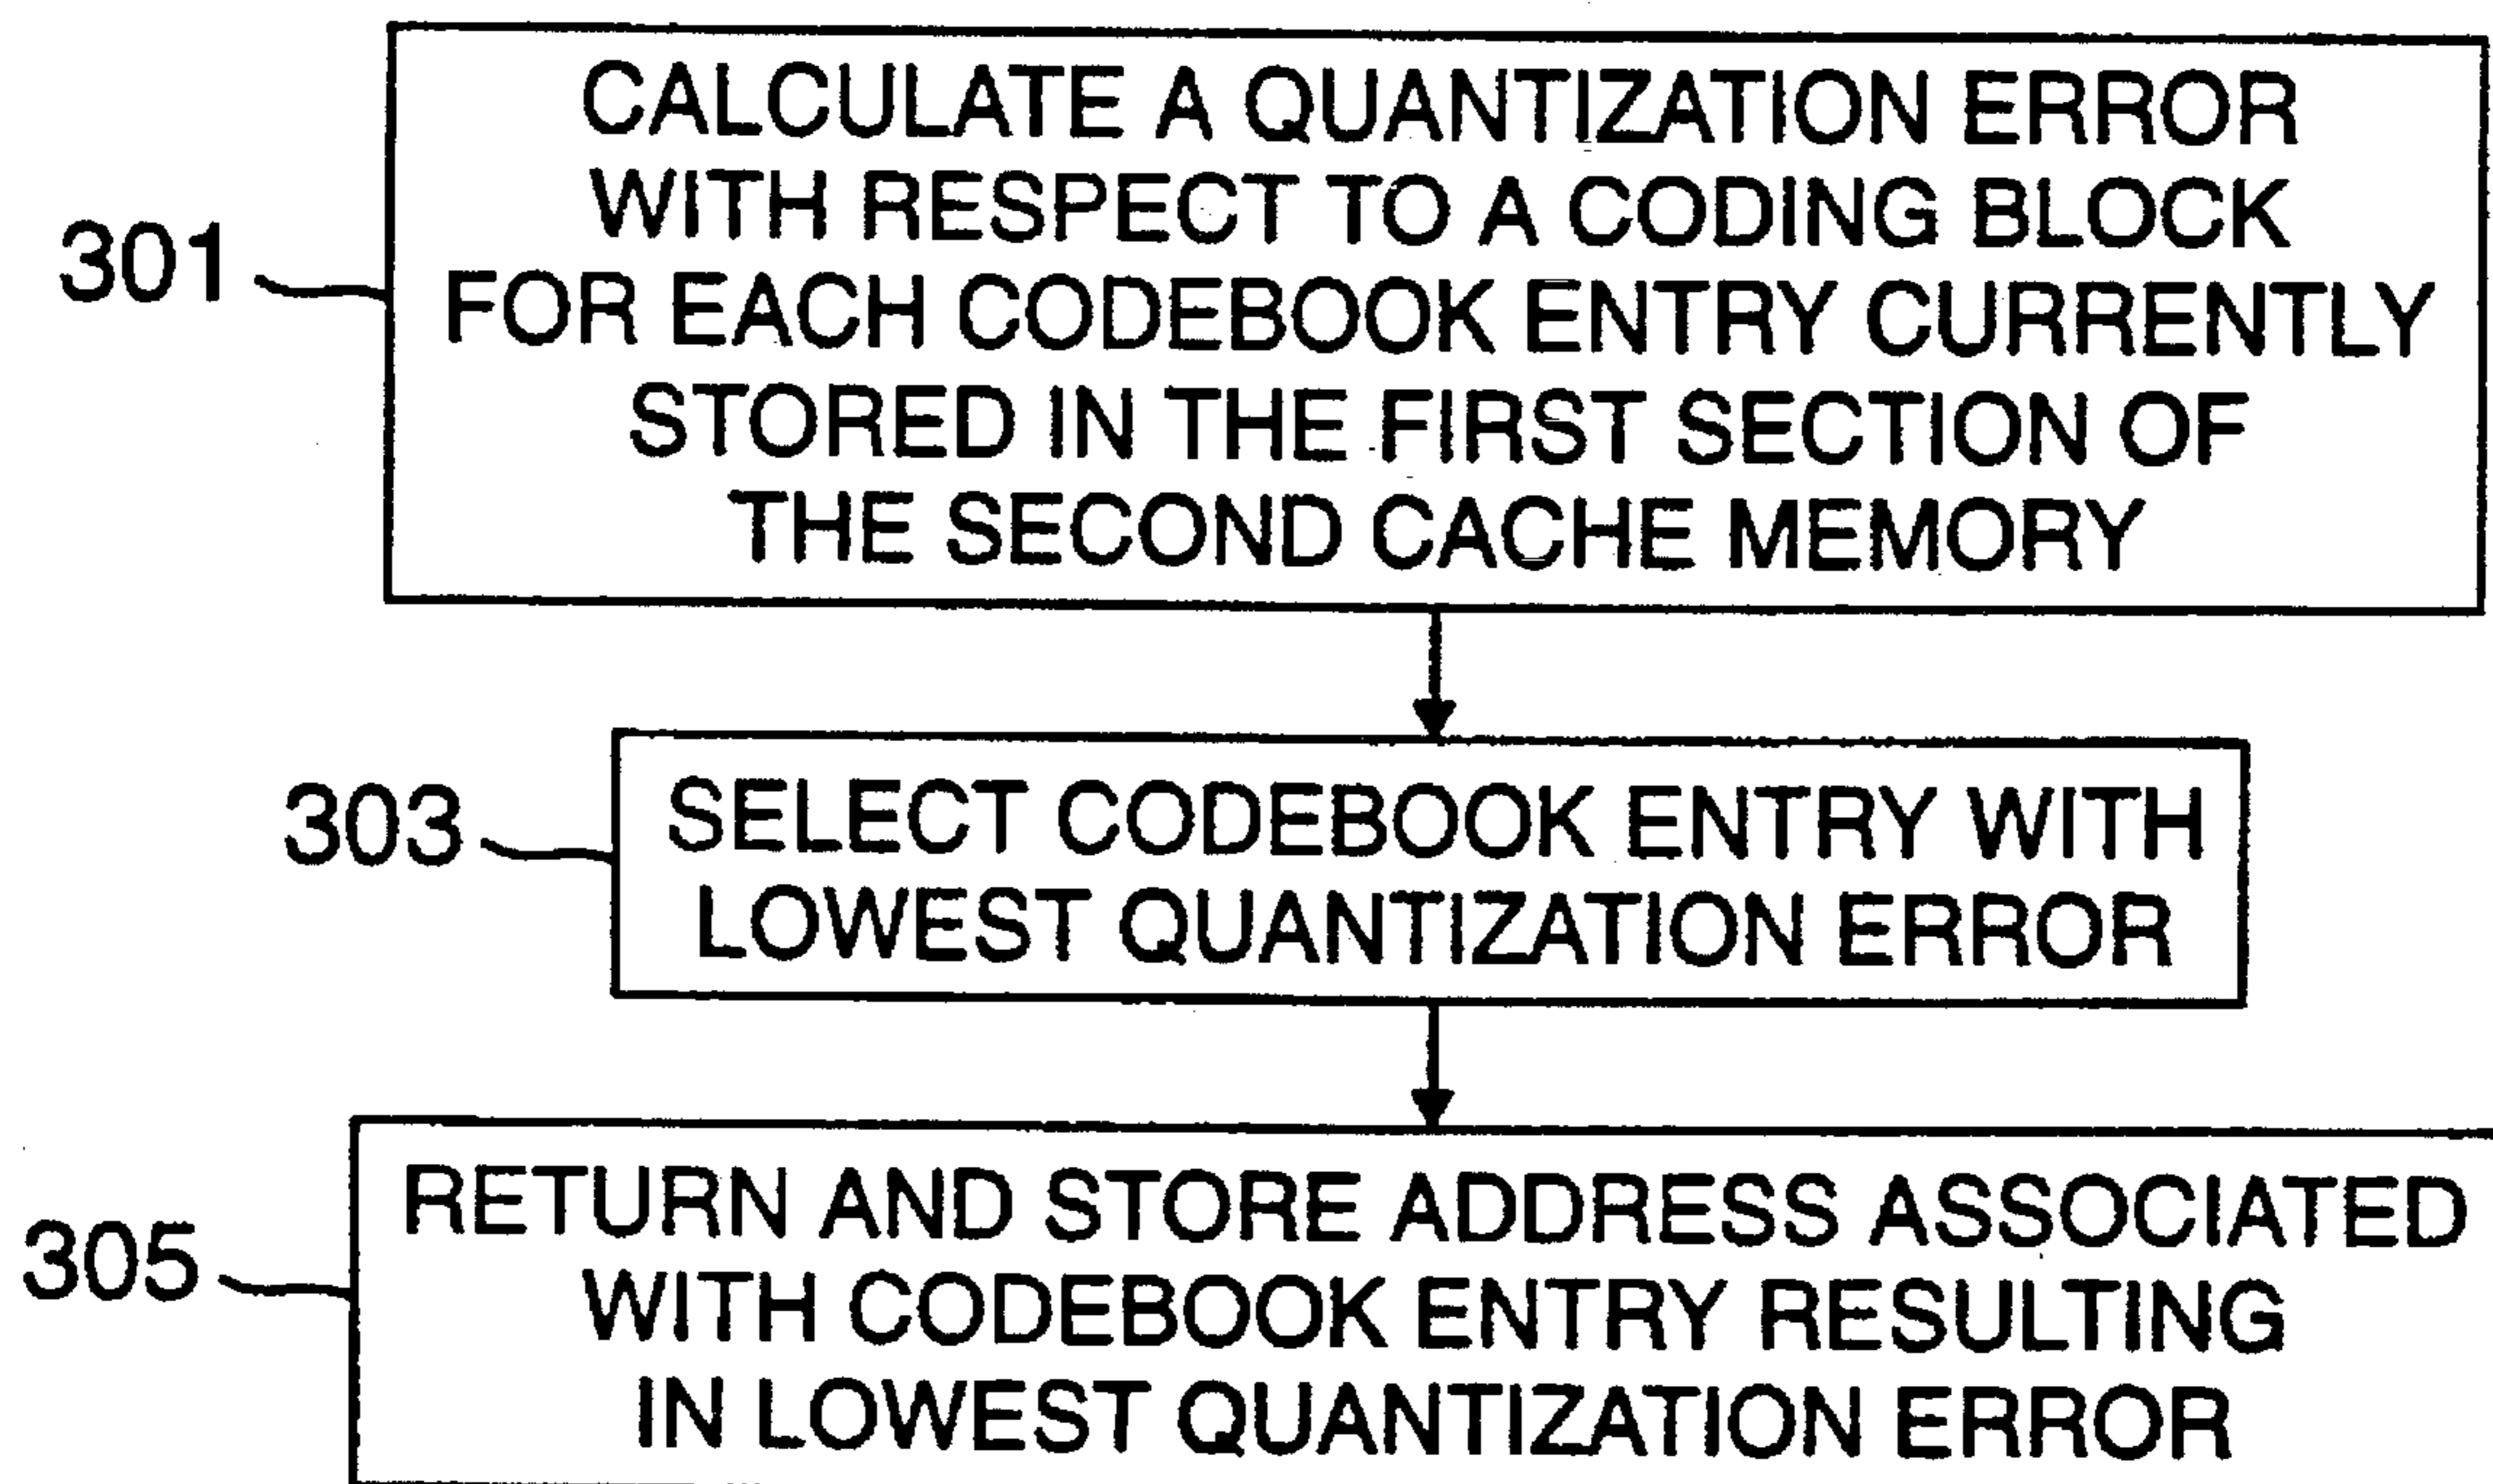 CALCULATE A QUANTIZATION ERROR
WITH RESPECT TO A CODING BLOCK
301
FOR EACH CODEBOOK ENTRY CURRENTLY
STORED IN THE FIRST SECTION OF
THE SECOND CACHE MEMORY
303
SELECT CODEBOOK ENTRY WITH
LOWEST QUANTIZATION ERROR
RETURN AND STORE ADDRESS ASSOCIATED
305
WITH CODEBOOK ENTRY RESULTING
IN LOWEST QUANTIZATION ERROR